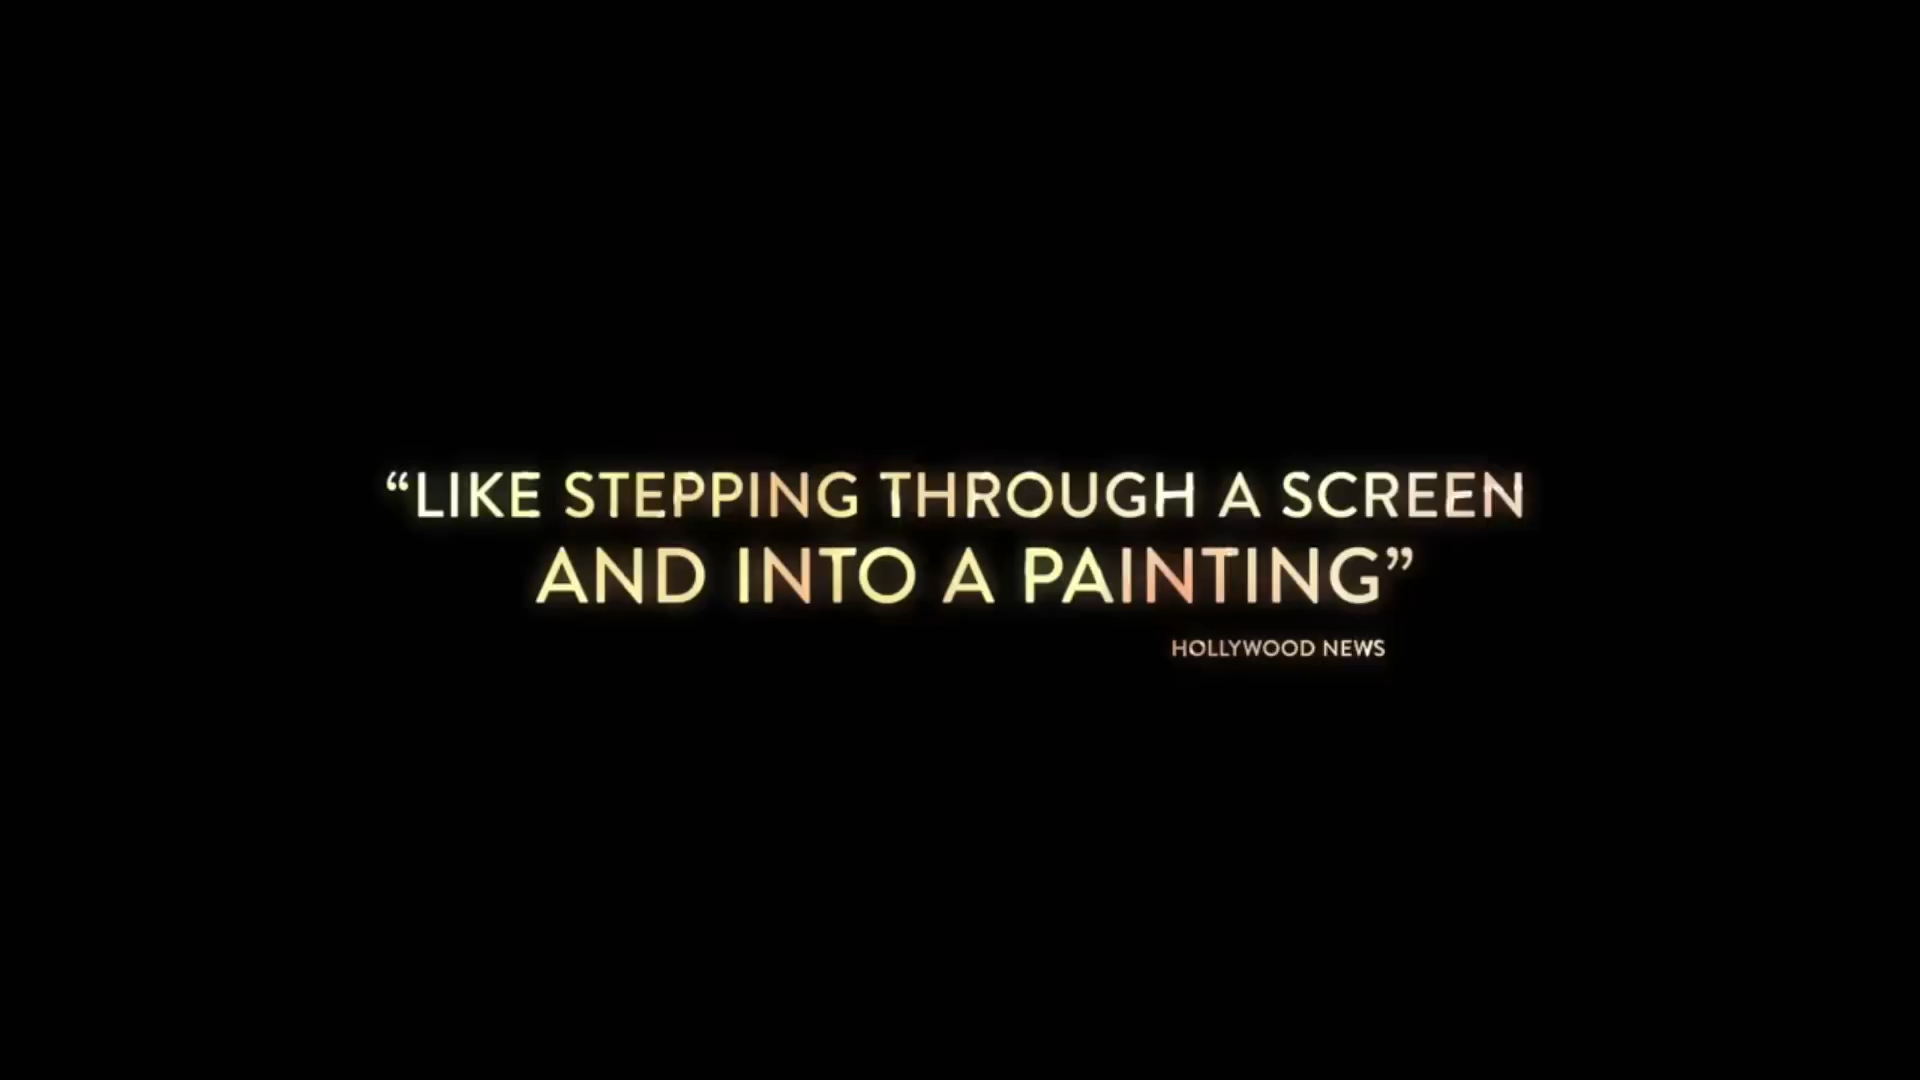 “LIKE STEPPING THROUGH A SCREEN
AND INTO A PAINTING”
HOLLYWOOD NEWS